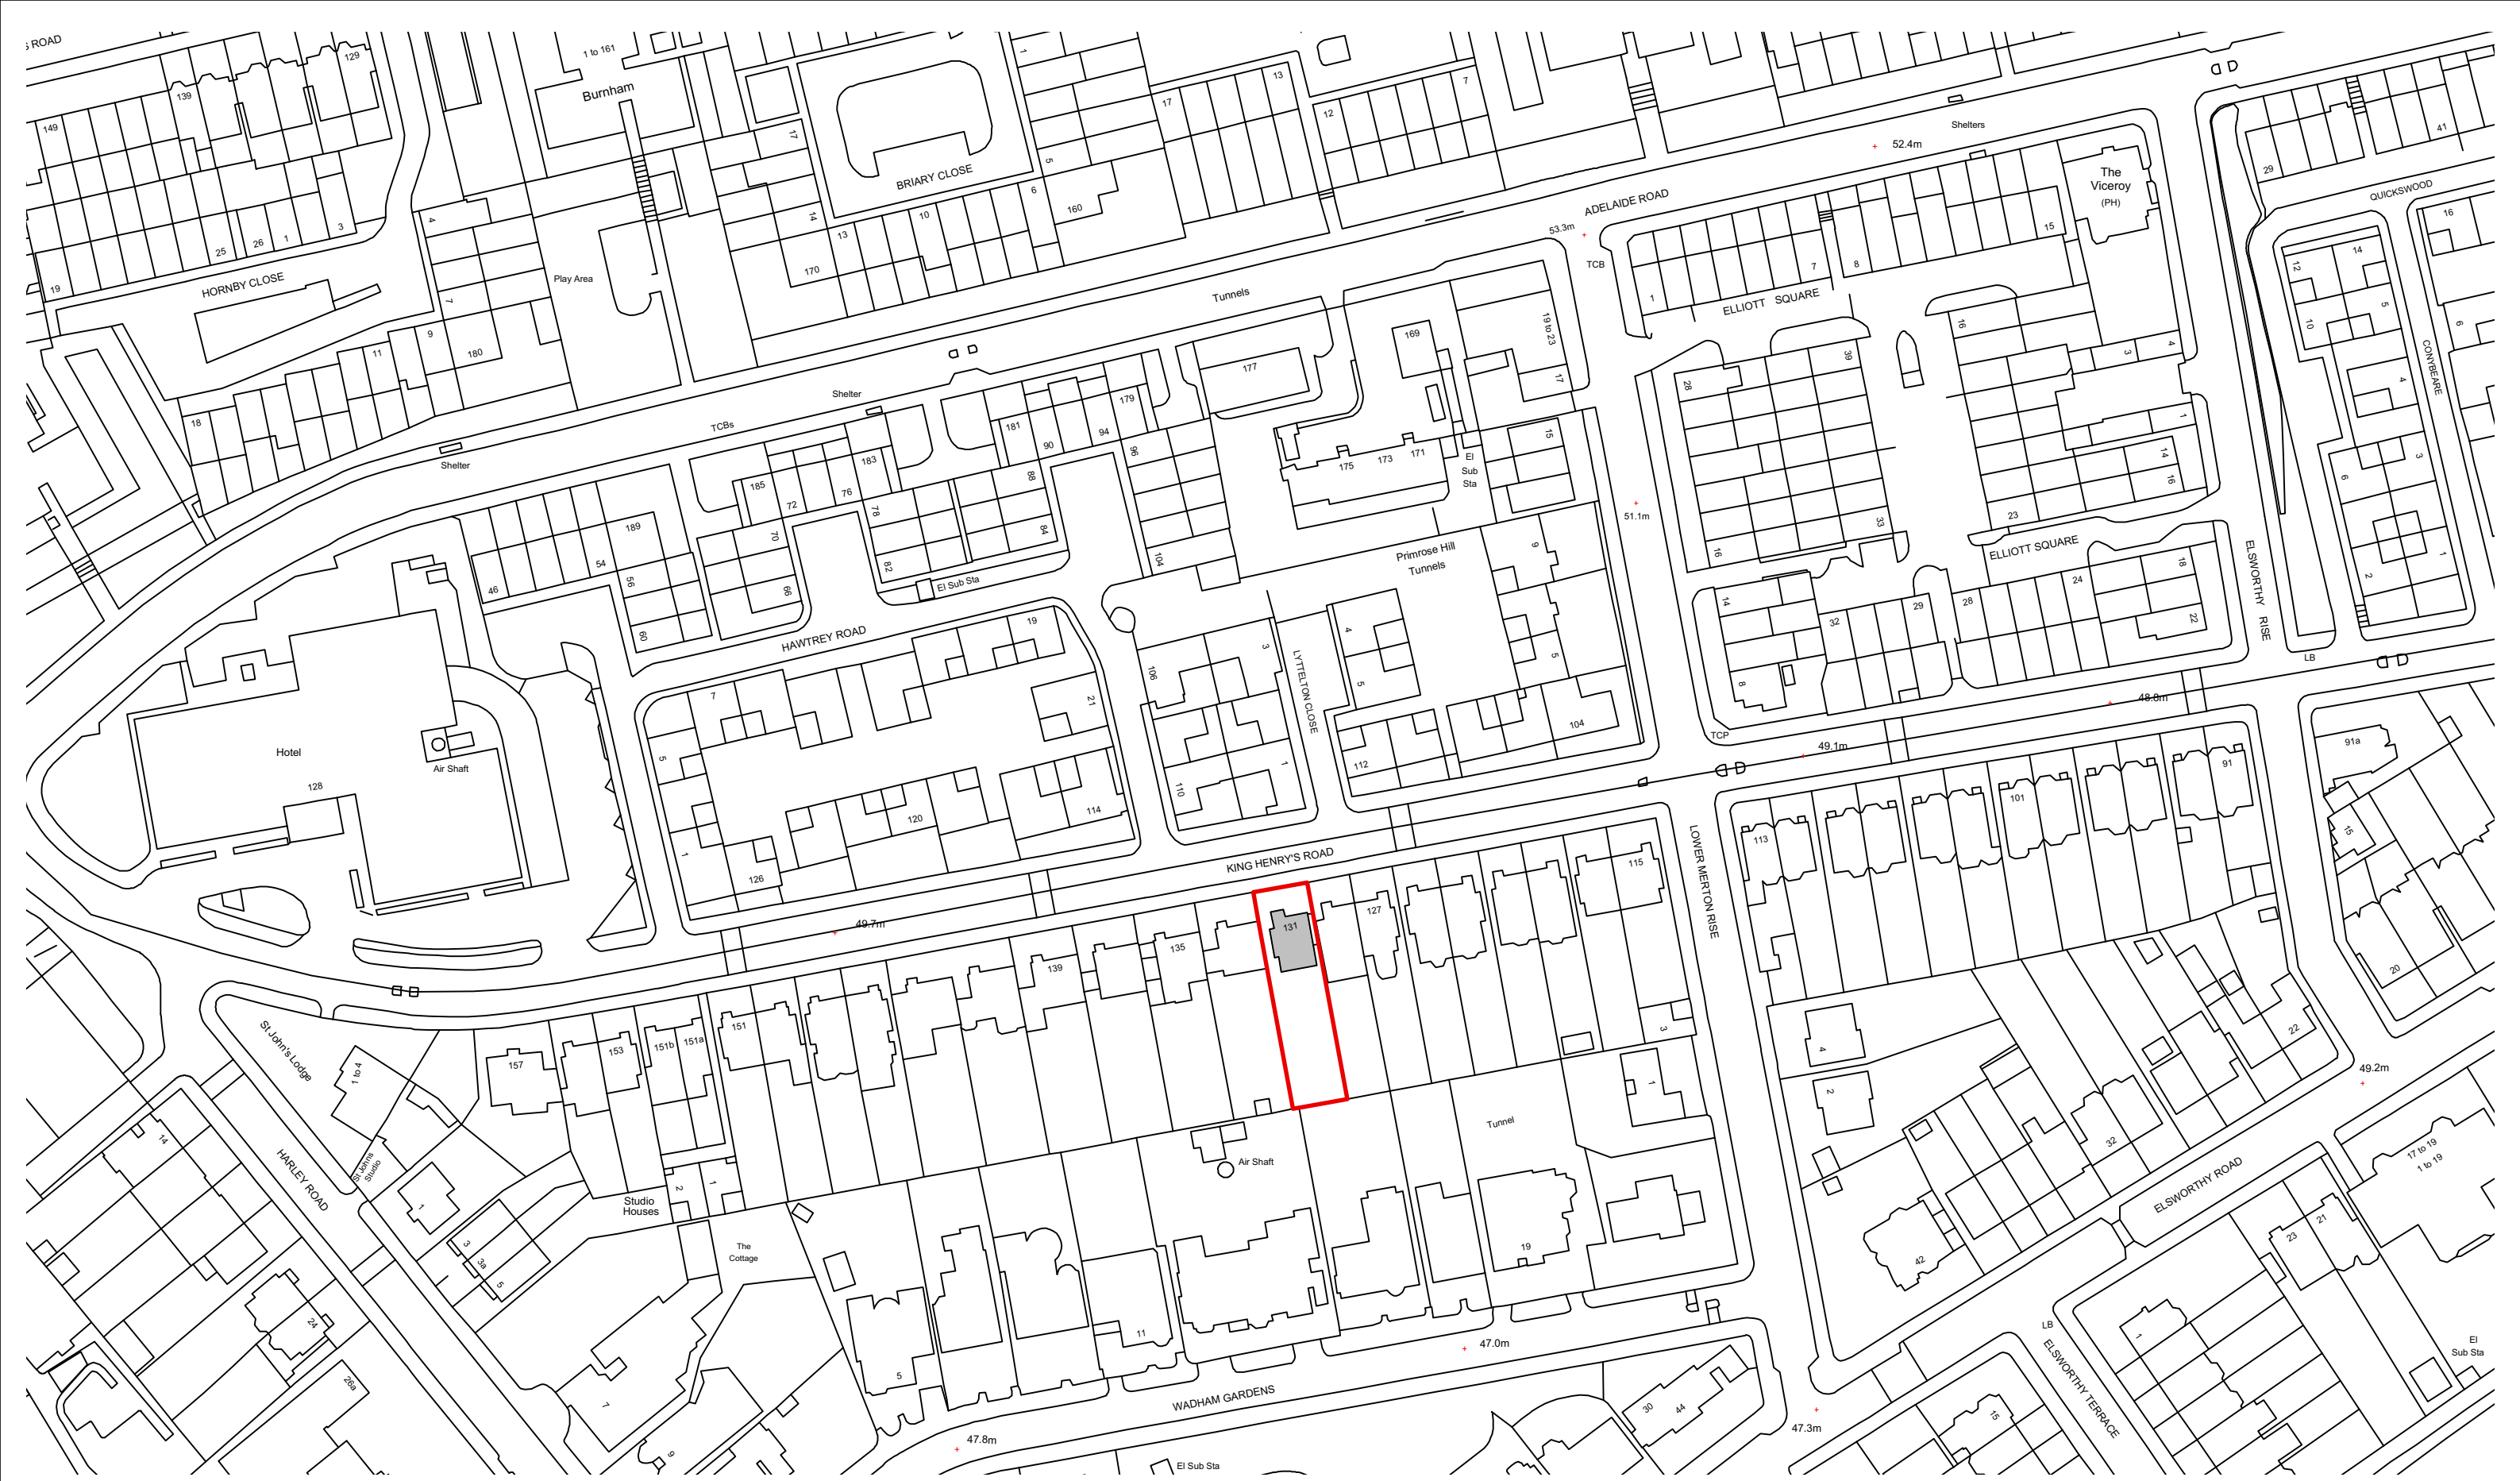 S ROAD
129
139
149
1 to 161
Burnham
1
17
13
12
7
Shelters
52.4m
The
Viceroy
(PH)
29
41
QUICKSWOOD
BRIARY CLOSE
17
5
6
160
10
14
13
170
ADELAIDE ROAD
53.3m
TCB
15
8
7
1
ELLIOTT SQUARE
16
12
14
16
5
10
6
CONYBEARE
4
25
26
1
3
19
HORNBY CLOSE
4
7
9
11
180
18
Play Area
Tunnels
169
19 to 23
17
177
28
39
3
4
1
Shelter
TCBs
Shelter
179
181
94
90
96
183
88
185
76
72
78
84
189
70
82
54
56
66
46
60
104
15
175
173
171
El
Sub
Sta
51.1m
14
16
23
33
16
3
6
1
2
El Sub Sta
Primrose Hill
Tunnels
9
ELLIOTT SQUARE
ELSWORTHY RISE
18
24
28
29
22
32
14
8
LB
HAWTREY ROAD
19
7
21
5
106
3
4
5
5
LYTTELTON CLOSE
104
112
110
1
TCP
49.1m
48.8m
Hotel
128
Air Shaft
1
126
120
114
91a
91
101
113
15
KING HENRY'S ROAD
LOWER MERTON RISE
115
127
131
135
139
49.7m
20
22
3
St John's Lodge
1 to 4
157
153
151b
151a
151
4
2
1
49.2m
Tunnel
Air Shaft
14
HARLEY ROAD
St Johns
Studio
1
Studio
Houses
2
1
32
ELSWORTHY ROAD
17 to 19
1 to 19
3
3a
5
The
Cottage
19
42
21
23
24
26a
7
9
5
11
47.0m
WADHAM GARDENS
LB
ELSWORTHY TERRACE
1
El
Sub Sta
30
44
47.3m
15
47.8m
El Sub Sta